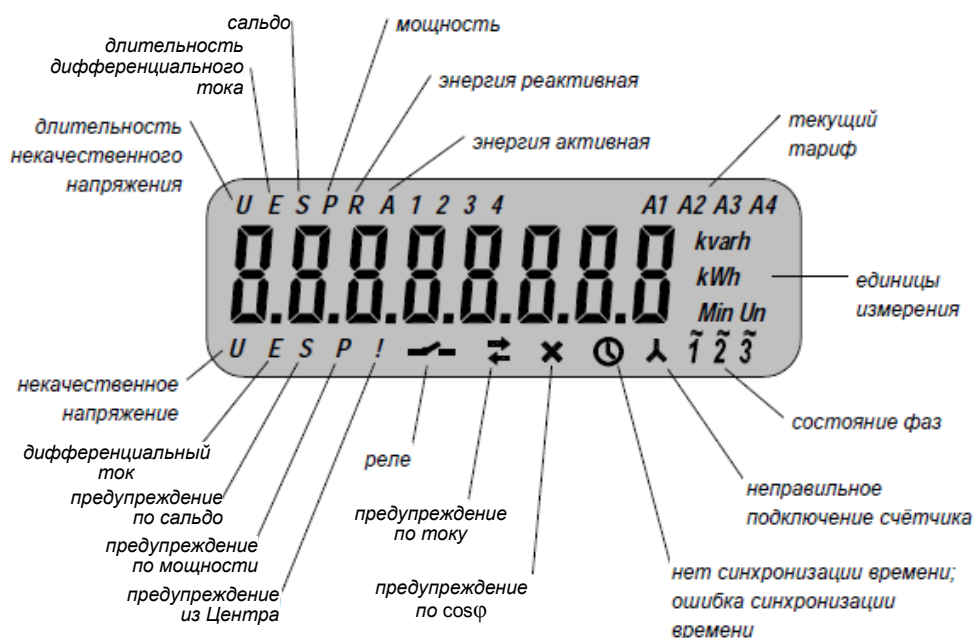 сальдо
мощность
длительность
дифференциального
тока
энергия реактивная
длительность
некачественного
напряжения
энергия активная
текущий
тариф
U E S P R A 1 2 3 4 A1 A2 A3 A4
8.8.8.8.8.8.8.8
kvarh
kWh
Min Un
единицы
измерения
U E S P ! 1 2 3
некачественное
напряжение
состояние фаз
дифференциальный
ток
реле
предупреждение
по сальдо
предупреждение
по току
неправильное
подключение счётчика
предупреждение
по мощности
предупреждение
из Центра
предупреждение
по cosφ
нет синхронизации времени;
ошибка синхронизации
времени